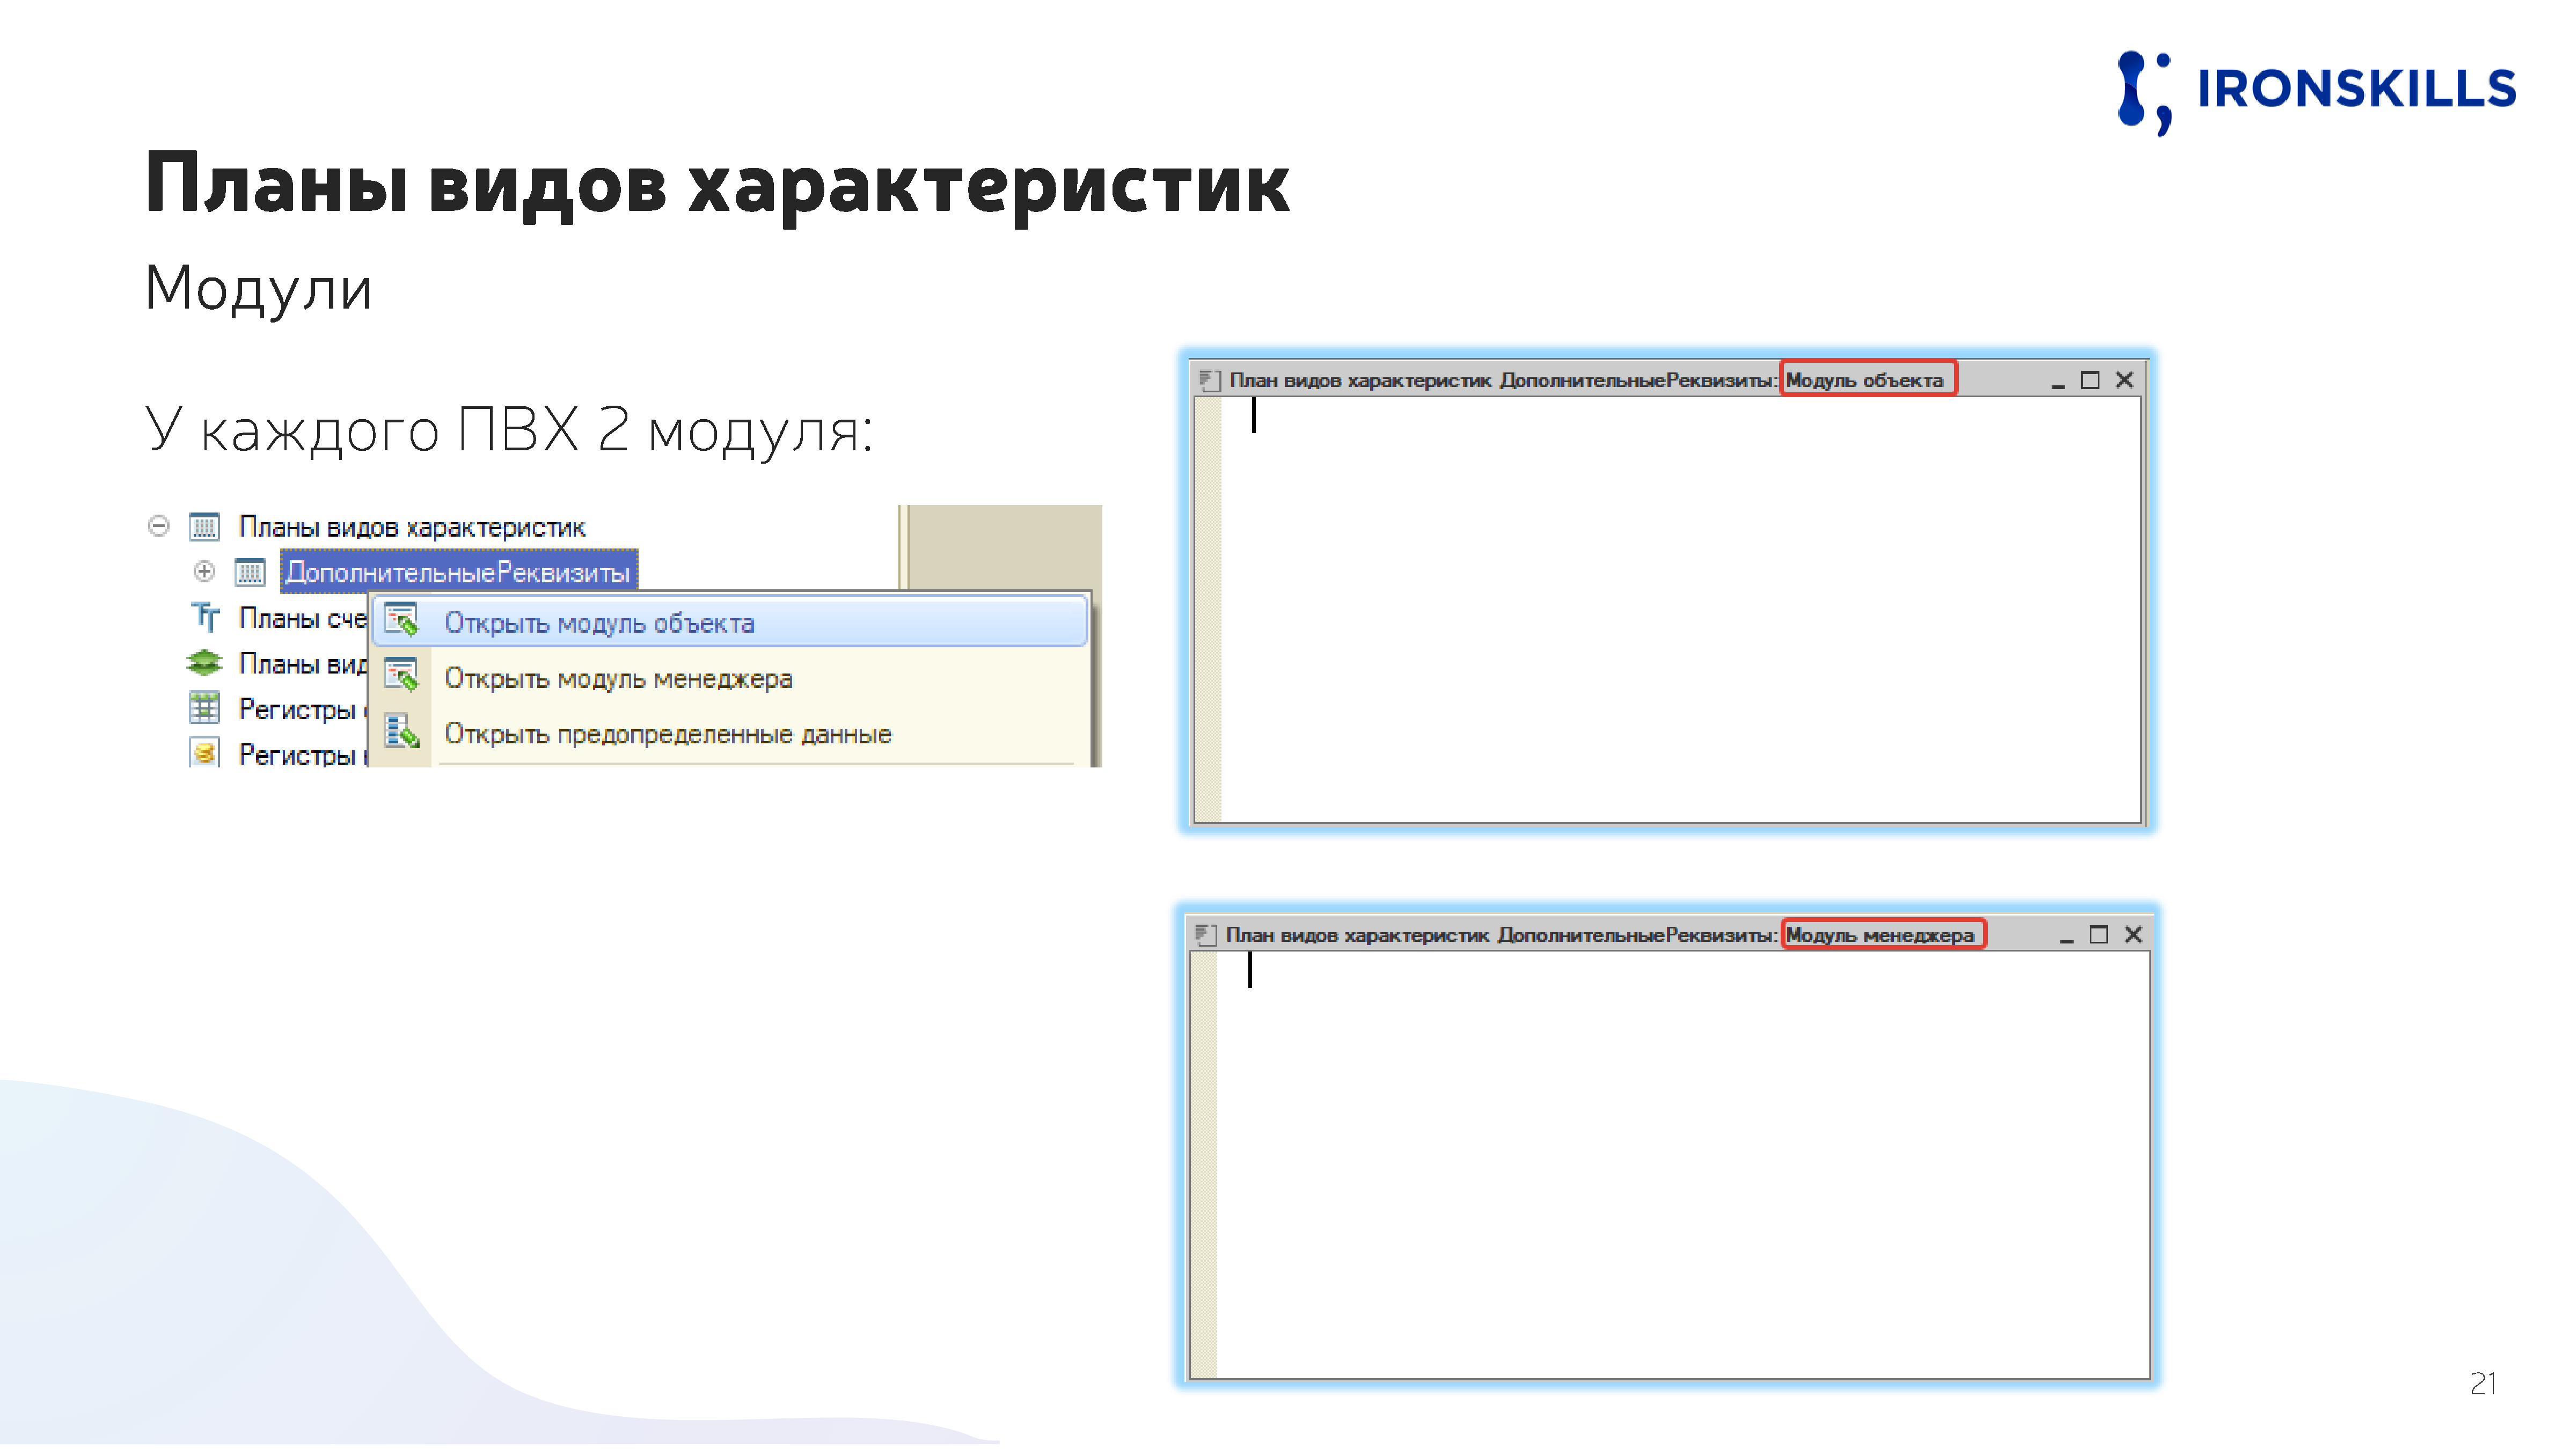 IRONSKILLS
Планы видов характеристик
Модули
У каждого ПВХ 2 модуля:
Планы видов характеристик
ДополнительныеРеквизиты
Планы сче
Планы вид
Регистры
Регистры
Открыть модуль объекта
Открыть модуль менеджера
Открыть предопределенные данные
План видов характеристик ДополнительныеРеквизиты: Модуль объекта
План видов характеристик ДополнительныеРеквизиты: Модуль менеджера
21